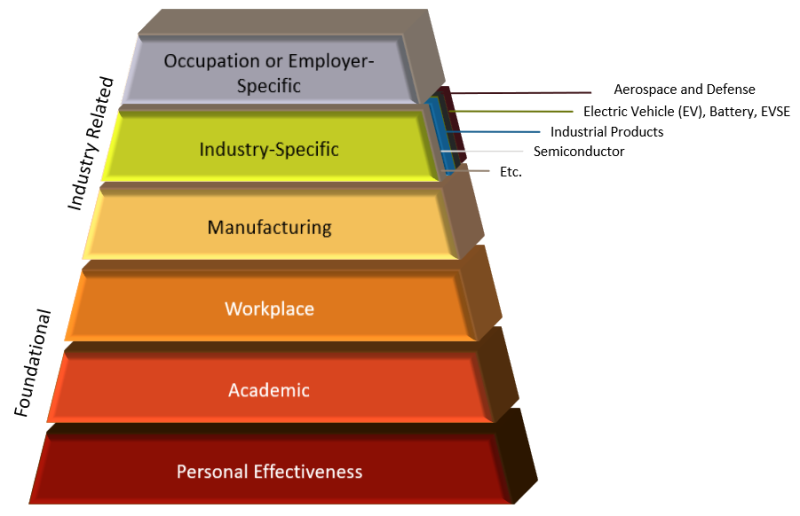 Occupation or Employer-
Specific
Industry Related
Industry-Specific
Aerospace and Defense
Electric Vehicle (EV), Battery, EVSE
Industrial Products
Semiconductor
Etc.
Manufacturing
Foundational
Workplace
Academic
Personal Effectiveness